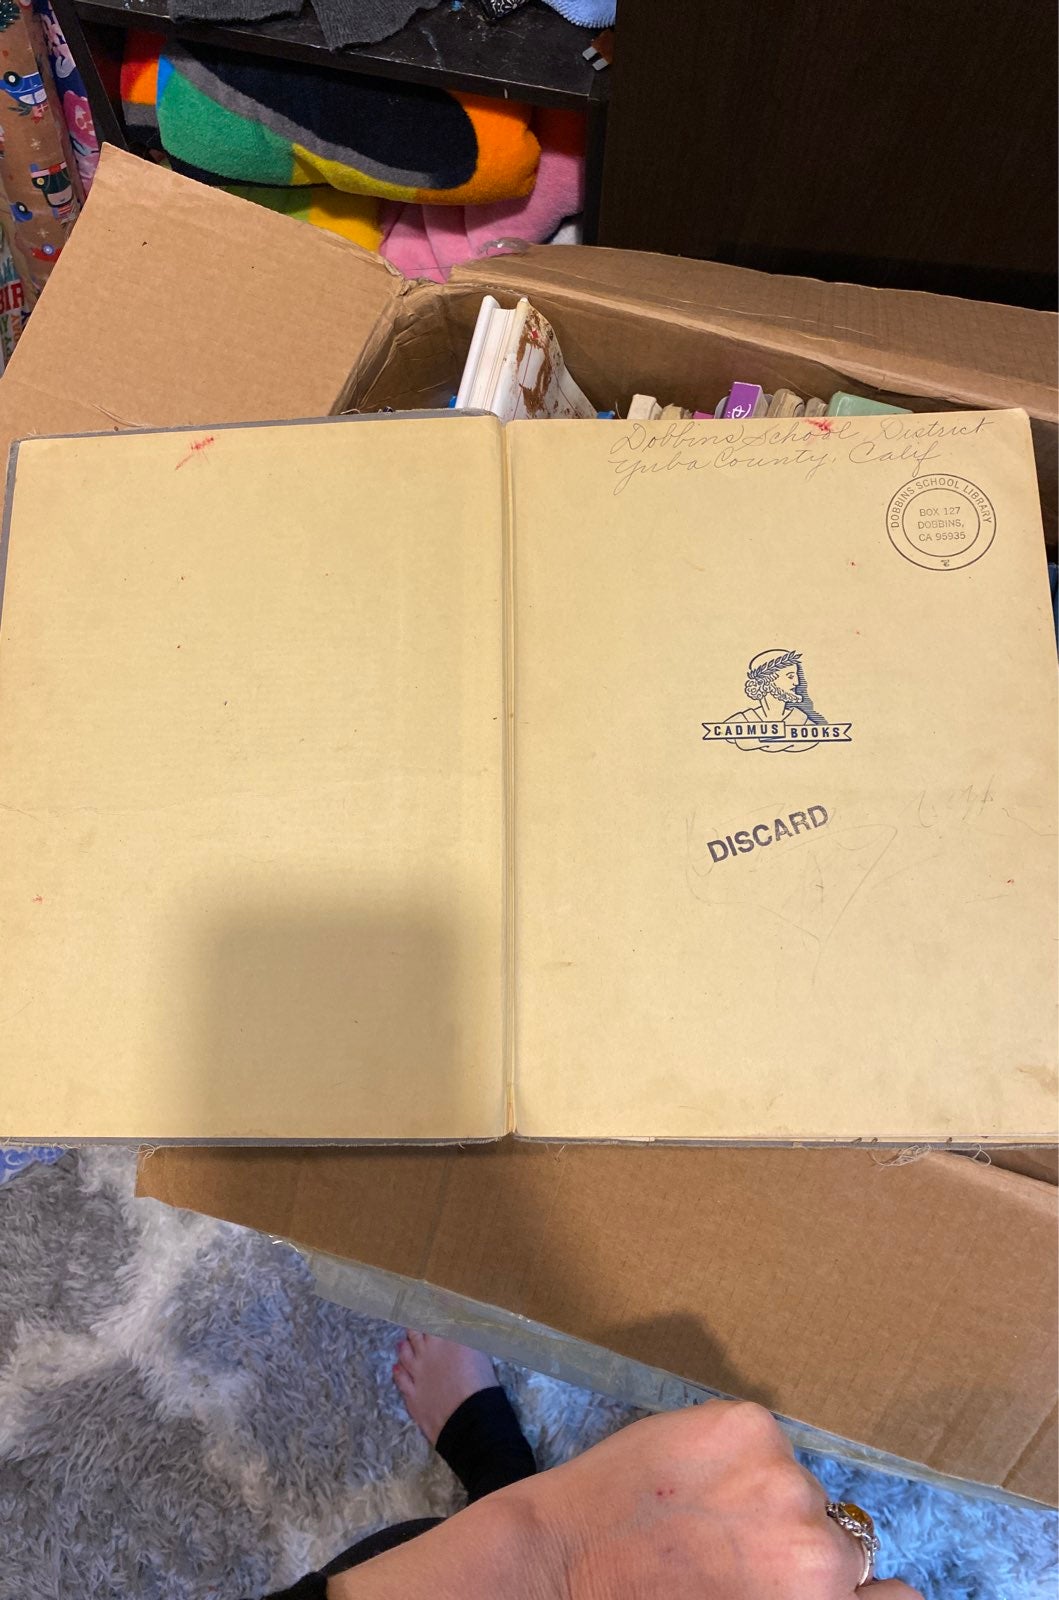 Dobbins School District
Yuba County, Calif
DOBBINS SCHOOL LIBRARY
BOX 127
DOBBINS,
CA 95935
CADMUS BOOKS
DISCARD